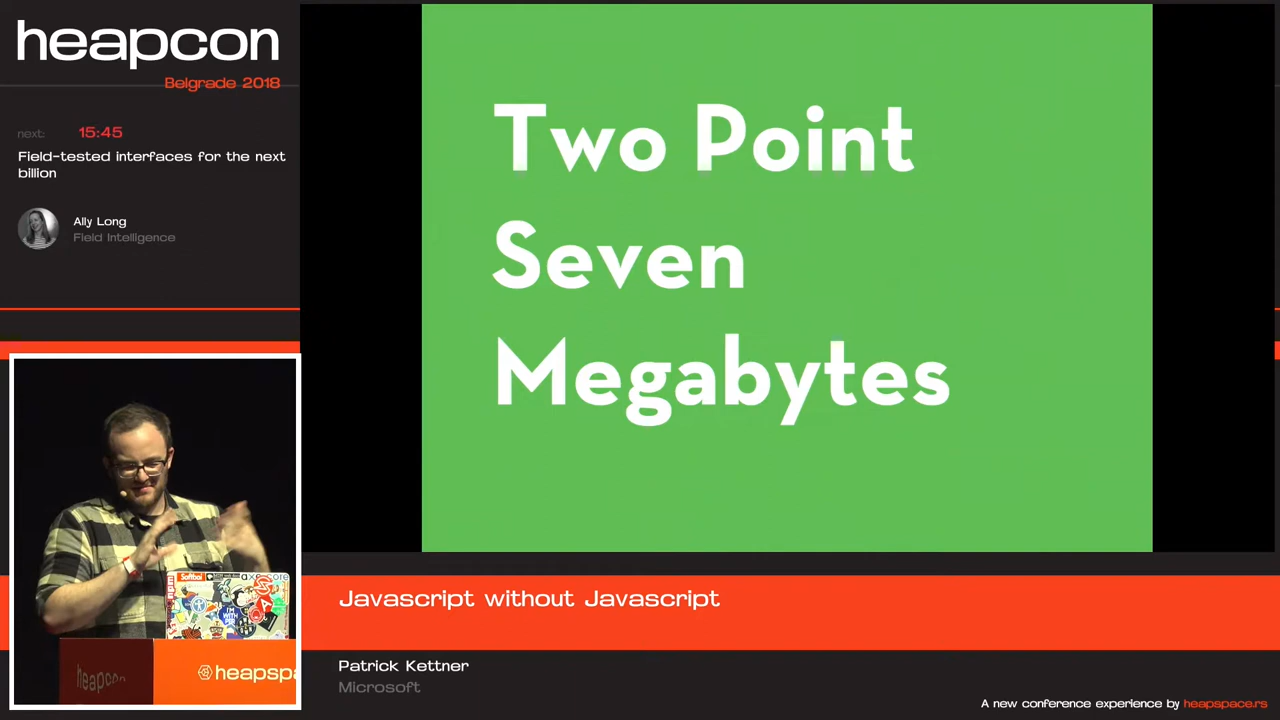 heapcon
Belgrade 2018
next: 15:45
Field-tested interfaces for the next
billion
Ally Long
Field Intelligence
Two Point
Seven
Megabytes
Javascript without Javascript
Patrick Kettner
Microsoft
A new conference experience by heapspace.rs
heapcon
heapspa